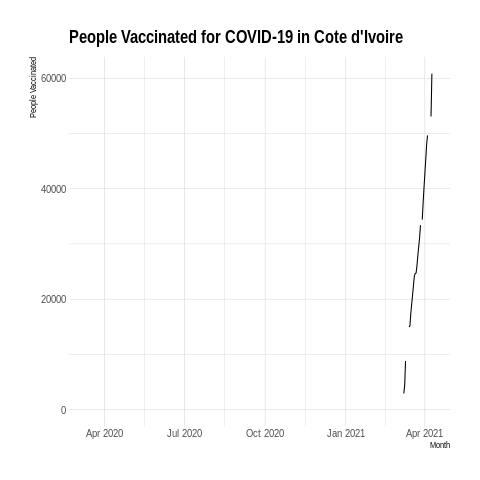 People Vaccinated for COVID-19 in Cote d'Ivoire
People Vaccinated
60000
40000
20000
0
Apr 2020 Jul 2020 Oct 2020 Jan 2021 Apr 2021
Month